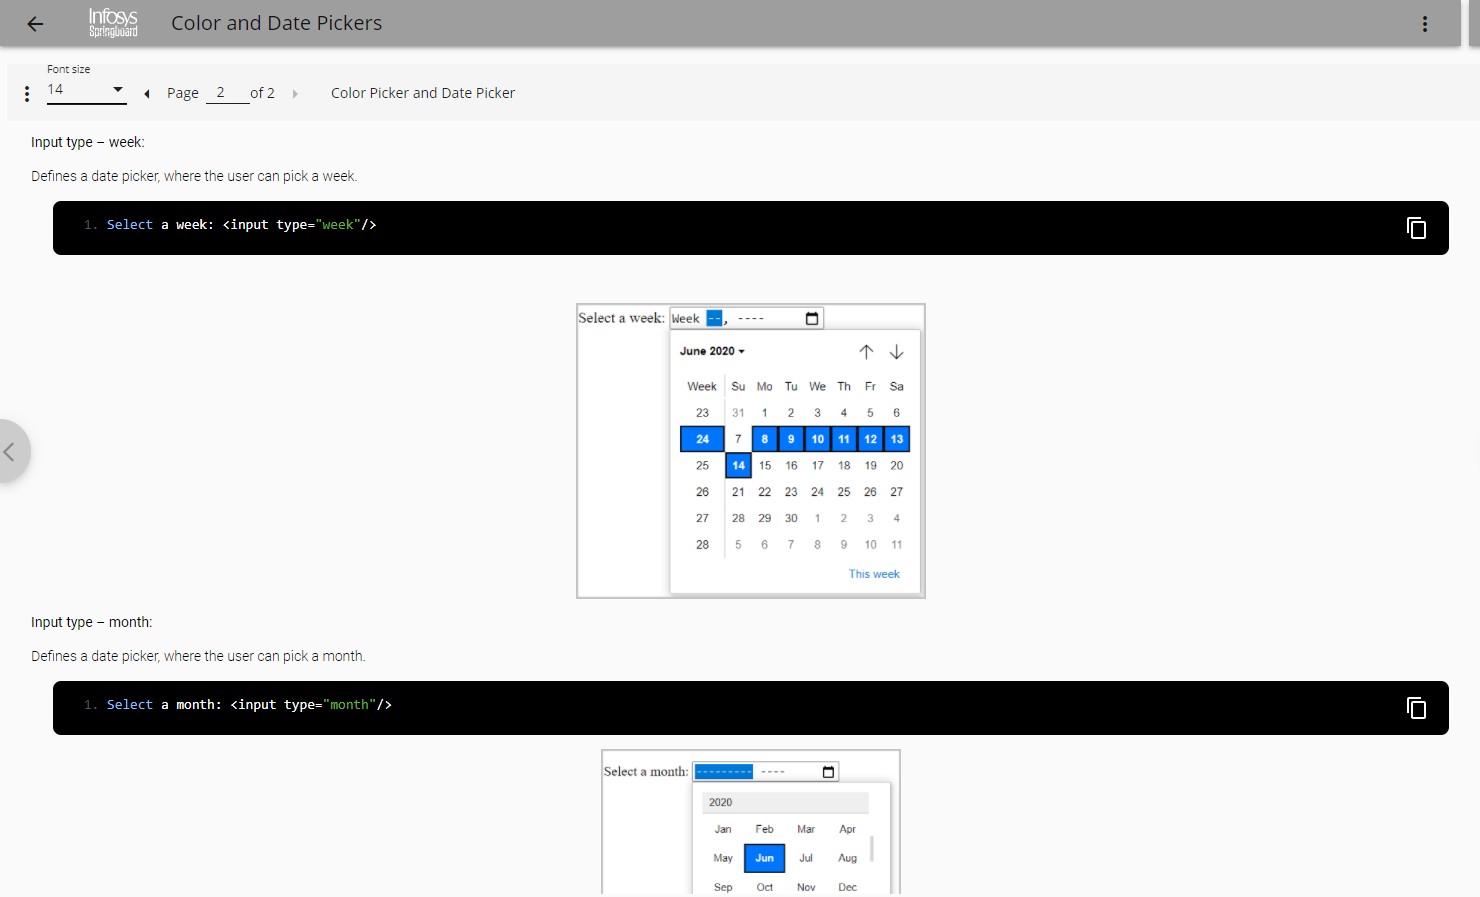 Infosys
Springboard
Color and Date Pickers
Font size
14
Page 2 of 2
Color Picker and Date Picker
Input type – week:
Defines a date picker, where the user can pick a week.
1. Select a week: <input type="week"/>
Select a week: Week --, ----
June 2020
Week Su Mo Tu We Th Fr Sa
23 31 1 2 3 4 5 6
24 7 8 9 10 11 12 13
25 14 15 16 17 18 19 20
26 21 22 23 24 25 26 27
27 28 29 30 1 2 3 4
28 5 6 7 8 9 10 11
This week
Input type – month:
Defines a date picker, where the user can pick a month.
1. Select a month: <input type="month"/>
Select a month: --------- ----
2020
Jan Feb Mar Apr
May Jun Jul Aug
Sep Oct Nov Dec